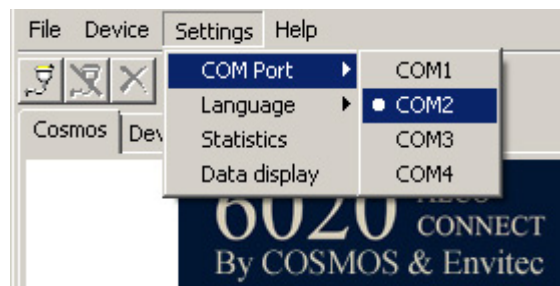 File Device Settings Help
COM Port COM1
Language COM2
Cosmos Statistics COM3
Data display COM4
6020
CONNECT
By COSMOS & Envitec